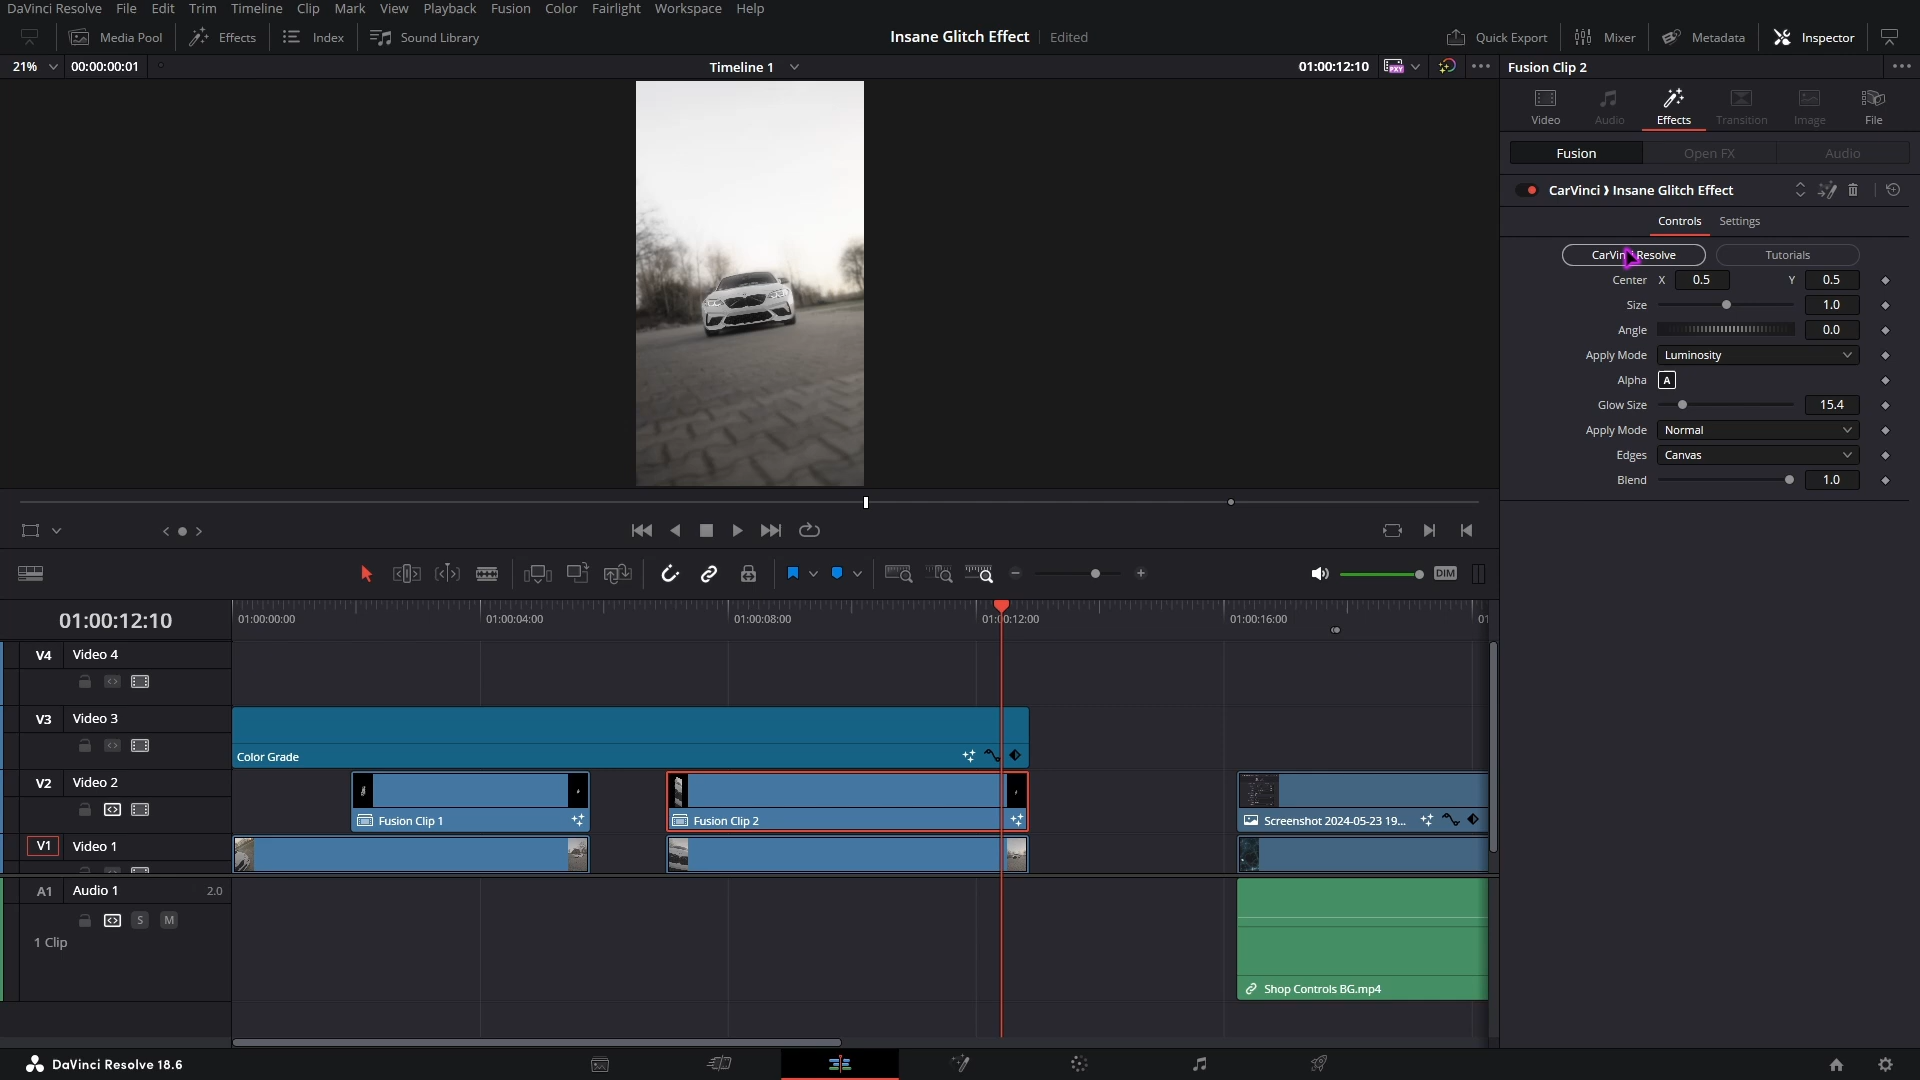 DaVinci Resolve File Edit Trim Timeline Clip Mark View Playback Fusion Color Fairlight Workspace Help
Media Pool Effects Index Sound Library Insane Glitch Effect Edited Quick Export Mixer Metadata Inspector
21% 00:00:00:01 Timeline 1 01:00:12:10 Fusion Clip 2
Video Audio Effects Transition Image File
Fusion Open FX Audio
CarVinci ❱ Insane Glitch Effect
Controls Settings
CarVinci Resolve Tutorials
Center X 0.5 Y 0.5
Size 1.0
Angle 0.0
Apply Mode Luminosity
Alpha A
Glow Size 15.4
Apply Mode Normal
Edges Canvas
Blend 1.0
DIM
01:00:12:10 01:00:00:00 01:00:04:00 01:00:08:00 01:00:12:00 01:00:16:00 01
V4 Video 4
V3 Video 3
Color Grade
V2 Video 2
Fusion Clip 1 Fusion Clip 2 Screenshot 2024-05-23 19...
V1 Video 1
A1 Audio 1 2.0
S M
1 Clip
Shop Controls BG.mp4
DaVinci Resolve 18.6